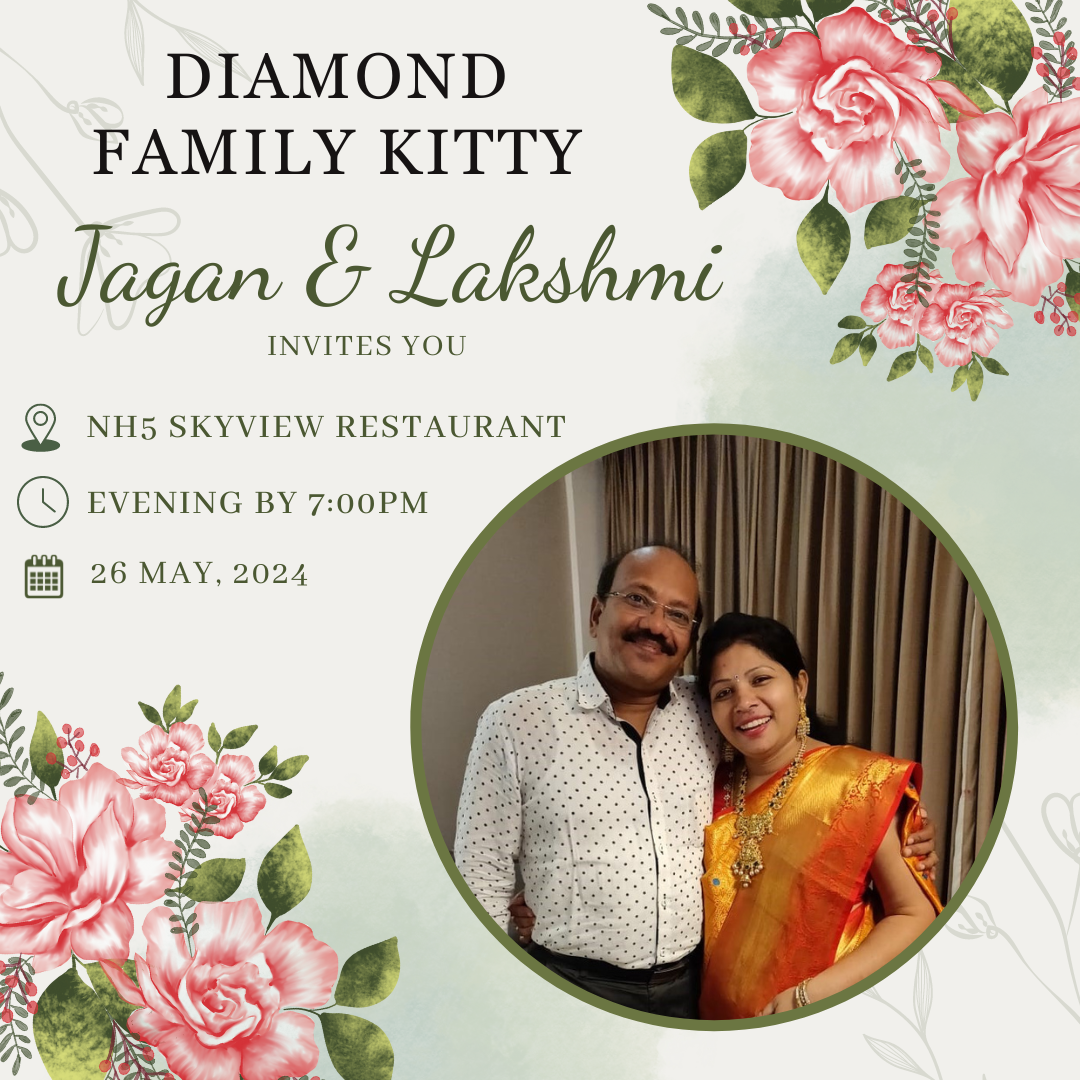 DIAMOND
FAMILY KITTY
Jagan & Lakshmi
INVITES YOU
NH5 SKYVIEW RESTAURANT
EVENING BY 7:00PM
26 MAY, 2024